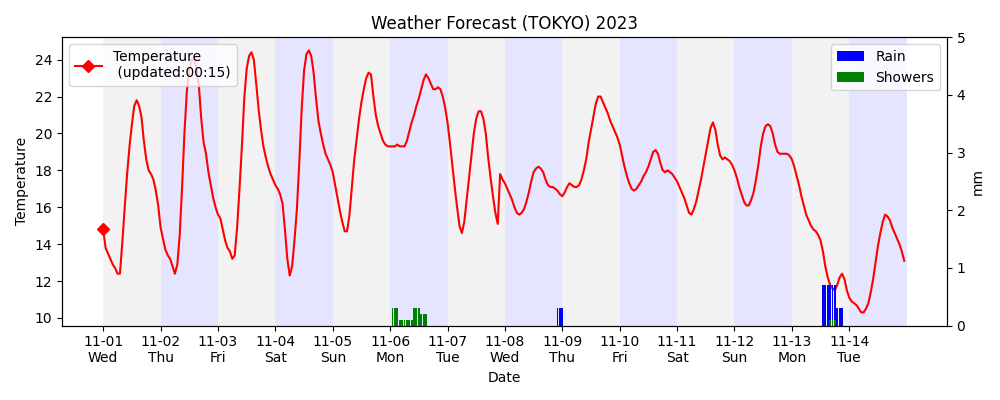 Weather Forecast (TOKYO) 2023
Temperature
(updated:00:15)
Rain
Showers
Temperature
24
22
20
18
16
14
12
10
5
4
3
2
1
0
mm
11-01 11-02 11-03 11-04 11-05 11-06 11-07 11-08 11-09 11-10 11-11 11-12 11-13 11-14
Wed Thu Fri Sat Sun Mon Tue Wed Thu Fri Sat Sun Mon Tue
Date